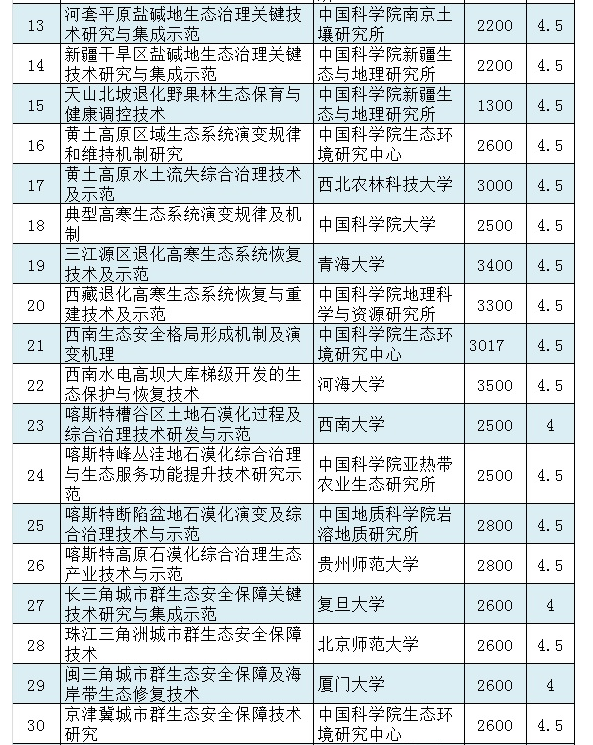 13 河套平原盐碱地生态治理关键技 中国科学院南京土 2200 4.5
术研究与集成示范 壤研究所
14 新疆干旱区盐碱地生态治理关键 中国科学院新疆生 2200 4.5
技术研究与集成示范 态与地理研究所
15 天山北坡退化野果林生态保育与 中国科学院新疆生 1300 4.5
健康调控技术 态与地理研究所
16 黄土高原区域生态系统演变规律 中国科学院生态环 2600 4.5
和维持机制研究 境研究中心
17 黄土高原水土流失综合治理技术 西北农林科技大学 3000 4.5
及示范
18 典型高寒生态系统演变规律及机 中国科学院大学 2500 4.5
制
19 三江源区退化高寒生态系统恢复 青海大学 3400 4.5
技术及示范
20 西藏退化高寒生态系统恢复与重 中国科学院地理科 3300 4.5
建技术及示范 学与资源研究所
21 西南生态安全格局形成机制及演 中国科学院生态环 3017 4.5
变机理 境研究中心
22 西南水电高坝大库梯级开发的生 河海大学 3500 4.5
态保护与恢复技术
23 喀斯特槽谷区土地石漠化过程及 西南大学 2500 4
综合治理技术研发与示范
24 喀斯特峰丛洼地石漠化综合治理 中国科学院亚热带 2500 4.5
与生态服务功能提升技术研究示 农业生态研究所
范
25 喀斯特断陷盆地石漠化演变及综 中国地质科学院岩 2800 4.5
合治理技术与示范 溶地质研究所
26 喀斯特高原石漠化综合治理生态 贵州师范大学 2800 4.5
产业技术与示范
27 长三角城市群生态安全保障关键 复旦大学 2600 4
技术研究与集成示范
28 珠江三角洲城市群生态安全保障 北京师范大学 2600 4.5
技术
29 闽三角城市群生态安全保障及海 厦门大学 2600 4
岸带生态修复技术
30 京津冀城市群生态安全保障技术 中国科学院生态环 2600 4.5
研究 境研究中心